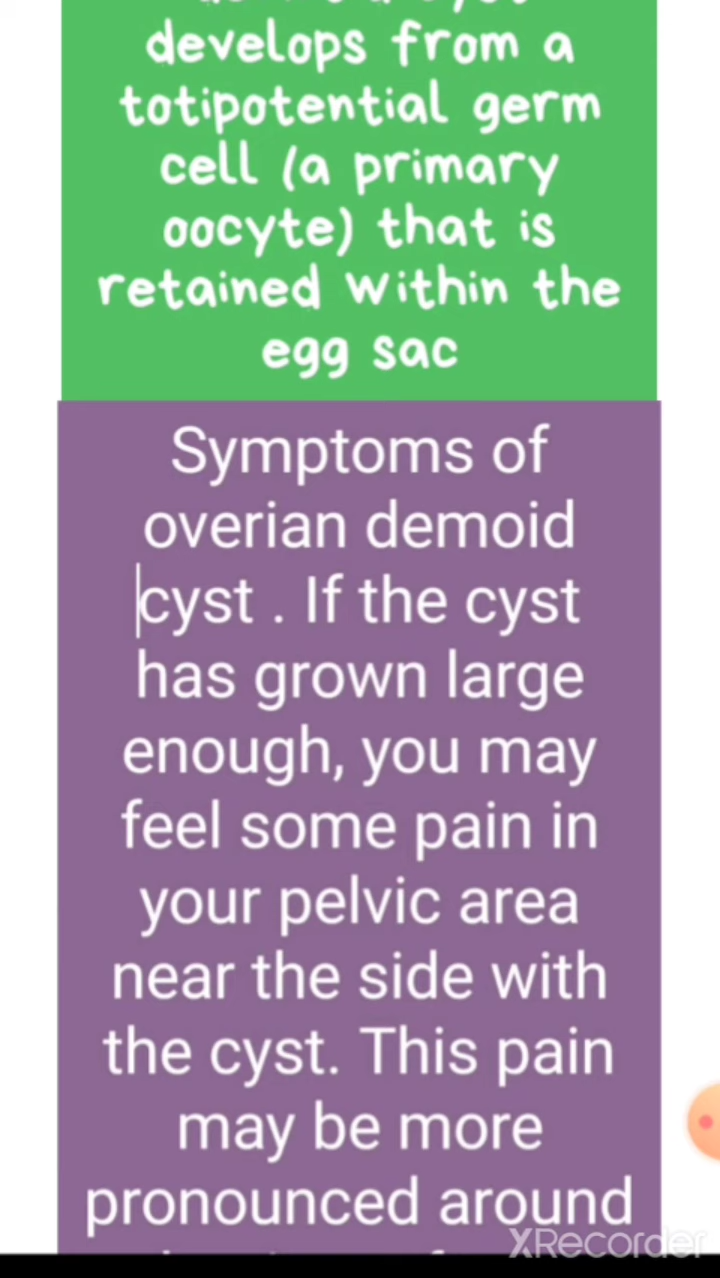 develops from a
totipotential germ
cell (a primary
oocyte) that is
retained within the
egg sac
Symptoms of
overian demoid
cyst . If the cyst
has grown large
enough, you may
feel some pain in
your pelvic area
near the side with
the cyst. This pain
may be more
pronounced around
XRecorder